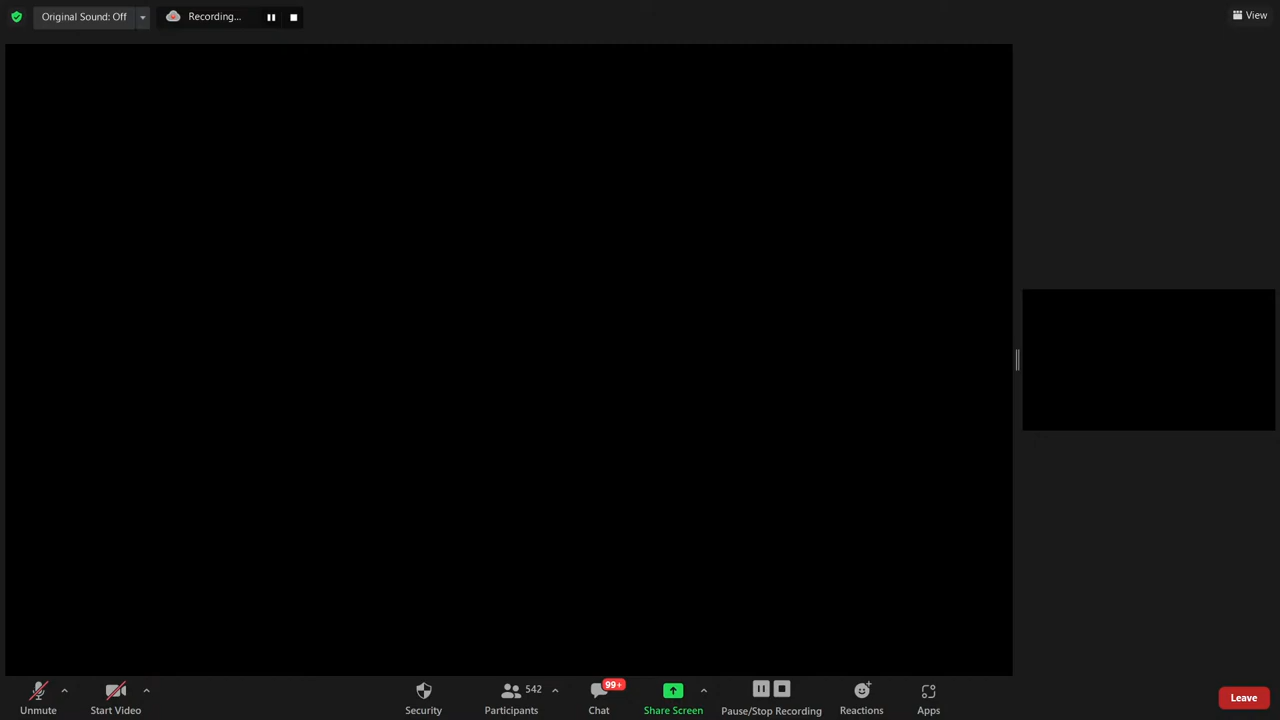 Original Sound: Off
Recording...
View
Unmute
Start Video
Security
542
Participants
99+
Chat
Share Screen
Pause/Stop Recording
Reactions
Apps
Leave